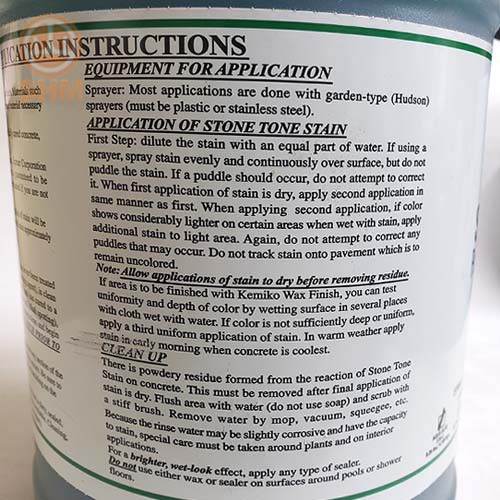 LICATION INSTRUCTIONS
EQUIPMENT FOR APPLICATION
Sprayer: Most applications are done with garden-type (Hudson)
sprayers (must be plastic or stainless steel).
APPLICATION OF STONE TONE STAIN
First Step: dilute the stain with an equal part of water. If using a
sprayer, spray stain evenly and continuously over surface, but do not
puddle the stain. If a puddle should occur, do not attempt to correct
it. When first application of stain is dry, apply second application in
same manner as first. When applying second application, if color
shows considerably lighter on certain areas when wet with stain, apply
additional stain to light area. Again, do not attempt to correct any
puddles that may occur. Do not track stain onto pavement which is to
remain uncolored.
Note: Allow applications of stain to dry before removing residue.
If area is to be finished with Kemiko Wax Finish, you can test
uniformity and depth of color by wetting surface in several places
with cloth wet with water. If color is not sufficiently deep or uniform,
apply a third uniform application of stain. In warm weather apply
stain in early morning when concrete is coolest.
CLEAN UP
There is powdery residue formed from the reaction of Stone Tone
Stain on concrete. This must be removed after final application of
stain is dry. Flush area with water (do not use soap) and scrub with
a stiff brush. Remove water by mop, vacuum, squeegee, etc.
Because the rinse water may be slightly corrosive and have the capacity
to stain, special care must be taken around plants and on interior
applications.
For a brighter, wet-look effect, apply any type of sealer.
Do not use either wax or sealer on surfaces around pools or shower
floors.